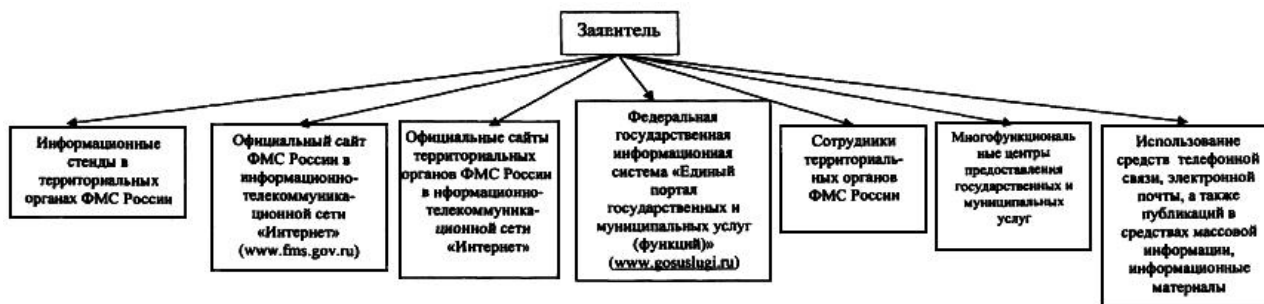 Заявитель
Информационные
стенды в
территориальных
органах ФМС России
Официальный сайт
ФМС России в
информационно-
телекоммуника-
ционной сети
«Интернет»
(www.fms.gov.ru)
Официальные сайты
территориальных
органов ФМС России
в нформационно-
телекоммуника-
ционной сети
«Интернет»
Федеральная
государственная
информационная
система «Единый
портал
государственных и
муниципальных услуг
(функций)»
(www.gosuslugi.ru)
Сотрудники
территориаль-
ных органов
ФМС России
Многофункциональ
ные центры
предоставления
государственных и
муниципальных
услуг
Использование
средств телефонной
связи, электронной
почты, а также
публикаций в
средствах массовой
информации,
информационные
материалы